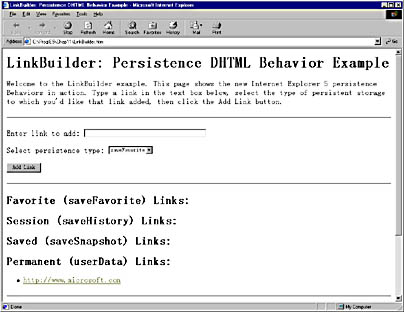 LinkBuilder: Persistence DHTML Behavior Example - Microsoft Internet Explorer
File Edit View Favorites Tools Help
Back Forward Stop Refresh Home Search Favorites History Mail Print
Address Go
LinkBuilder: Persistence DHTML Behavior Example
Welcome to the LinkBuilder example. This page shows the new Internet Explorer 5 persistence
Behaviors in action. Type a link in the text box below, select the type of persistent storage
to which you'd like that link added, then click the Add Link button.
Enter link to add:
Select persistence type: saveFavorite
Add Link
Favorite (saveFavorite) Links:
Session (saveHistory) Links:
Saved (saveSnapshot) Links:
Permanent (userData) Links:
• http://www.microsoft.com
Done My Computer